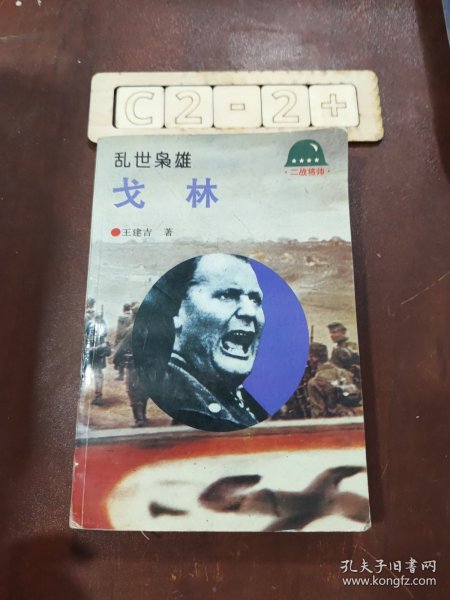 C2-2+
乱世枭雄
戈林
★★★★
·二战将帅·
●王建吉 著
孔夫子旧书网
www.kongfz.com